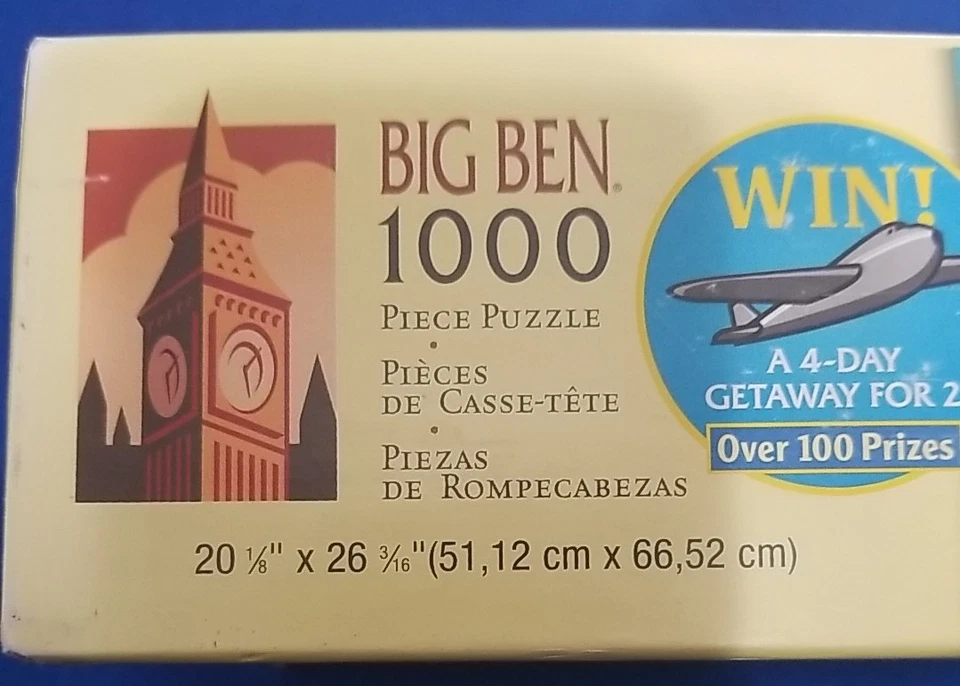 BIG BEN®
1000
PIECE PUZZLE
•
PIÈCES
DE CASSE-TÊTE
•
PIEZAS
DE ROMPECABEZAS
20 ⅛" x 26 3/16" (51,12 cm x 66,52 cm)
WIN!
A 4-DAY
GETAWAY FOR 2
Over 100 Prizes